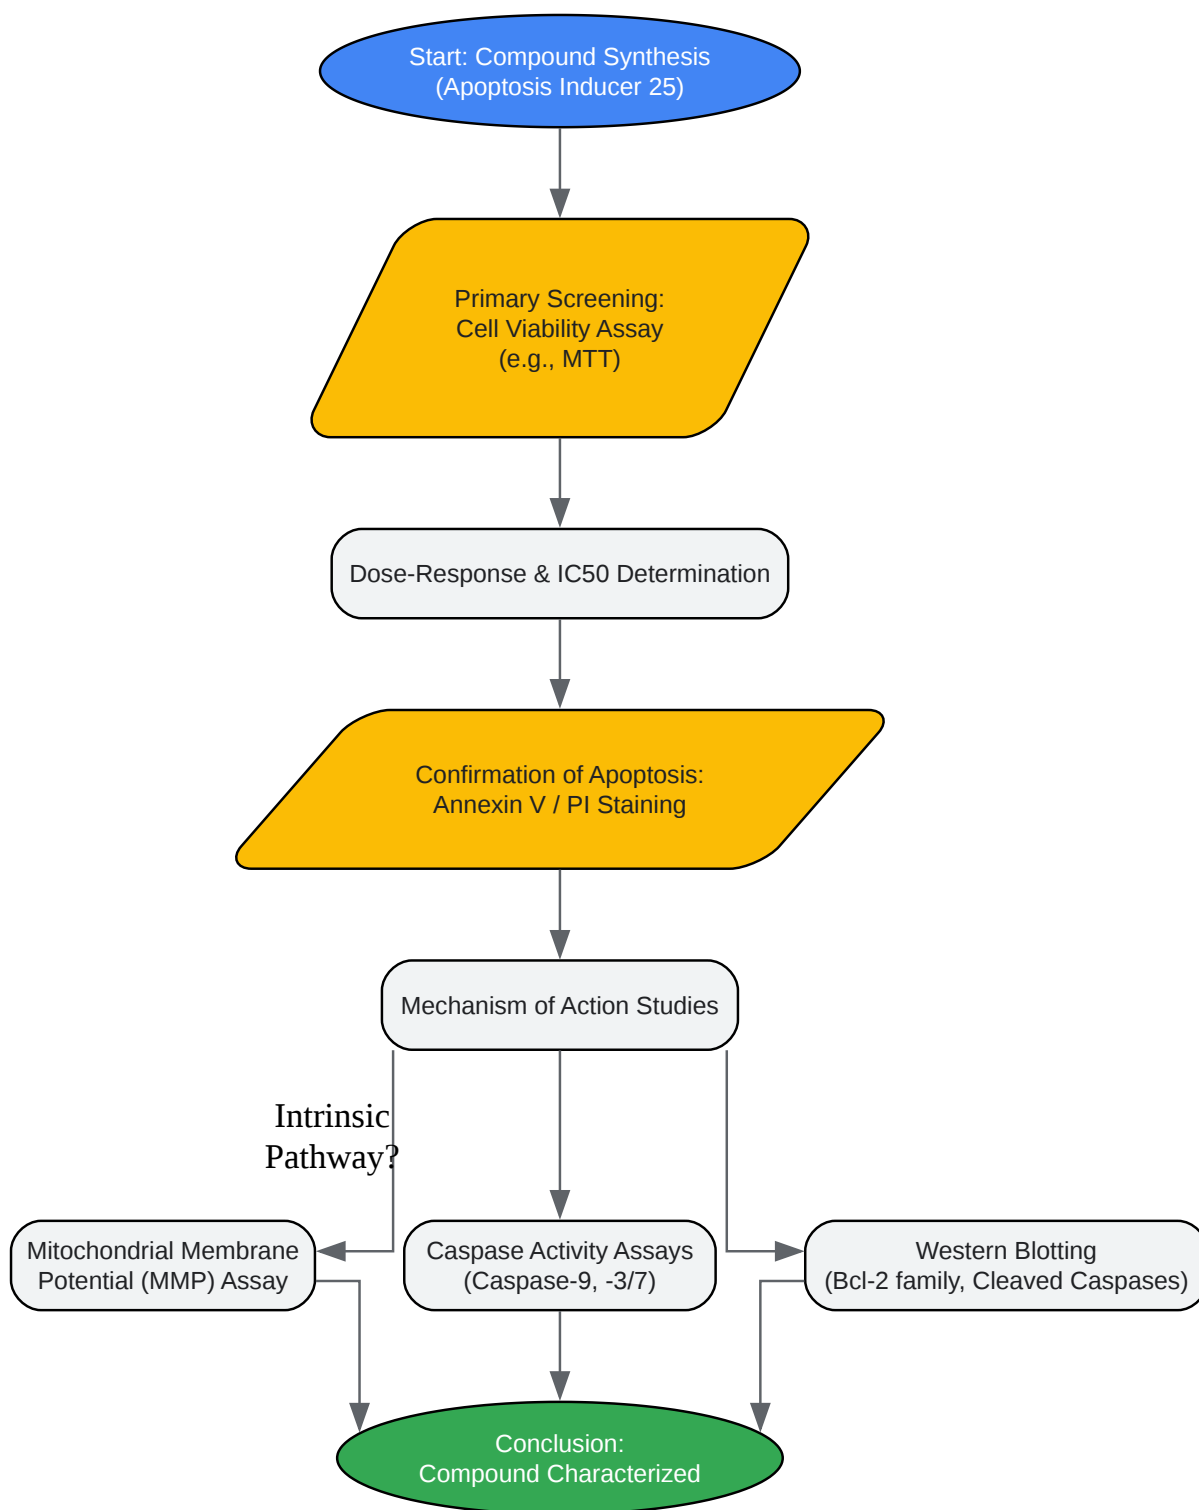 Start: Compound Synthesis
(Apoptosis Inducer 25)
Primary Screening:
Cell Viability Assay
(e.g., MTT)
Dose-Response & IC50 Determination
Confirmation of Apoptosis:
Annexin V / PI Staining
Mechanism of Action Studies
Intrinsic
Pathway?
Mitochondrial Membrane
Potential (MMP) Assay
Caspase Activity Assays
(Caspase-9, -3/7)
Western Blotting
(Bcl-2 family, Cleaved Caspases)
Conclusion:
Compound Characterized